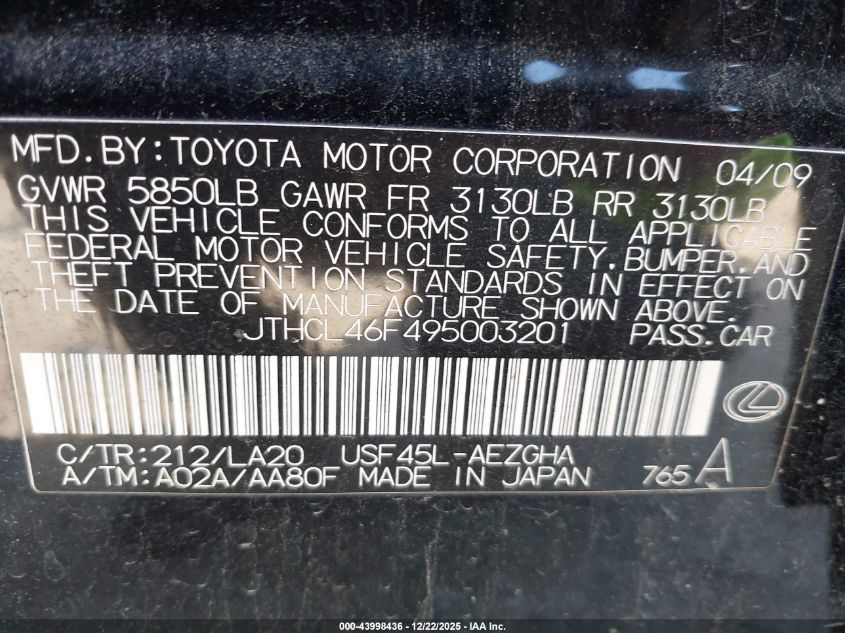 MFD.BY:TOYOTA MOTOR CORPORATION 04/09
GVWR 5850LB GAWR FR 3130LB RR 3130LB
THIS VEHICLE CONFORMS TO ALL APPLICABLE
FEDERAL MOTOR VEHICLE SAFETY,BUMPER,AND
THEFT PREVENTION STANDARDS IN EFFECT ON
THE DATE OF MANUFACTURE SHOWN ABOVE.
JTHCL46F495003201 PASS.CAR
C/TR:212/LA20 USF45L-AEZGHA
A/TM:A02A/AA80F MADE IN JAPAN 765A
000-43998436 - 12/22/2025 - IAA Inc.